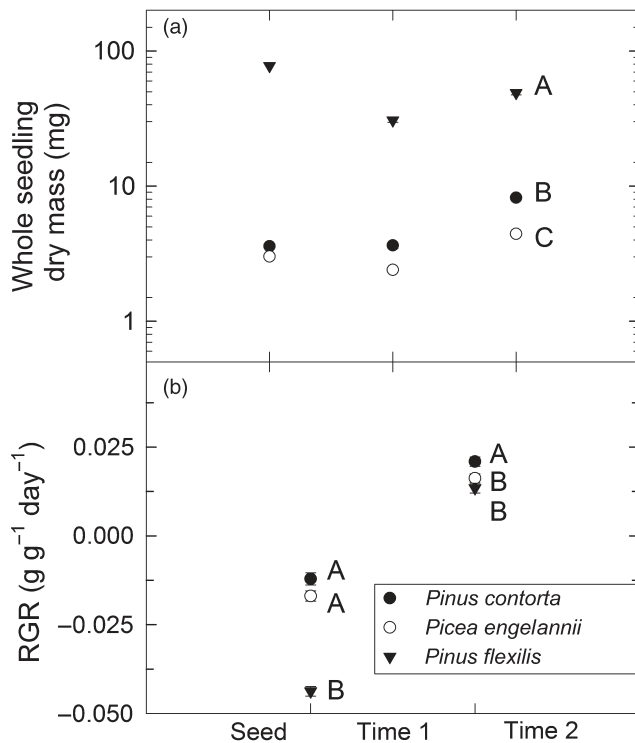 (a)
100
10
1
Whole seedling
dry mass (mg)
A
B
C
(b)
0.025
0.000
−0.025
−0.050
RGR (g g⁻¹ day⁻¹)
A
B
B
A
A
B
Pinus contorta
Picea engelannii
Pinus flexilis
Seed Time 1 Time 2